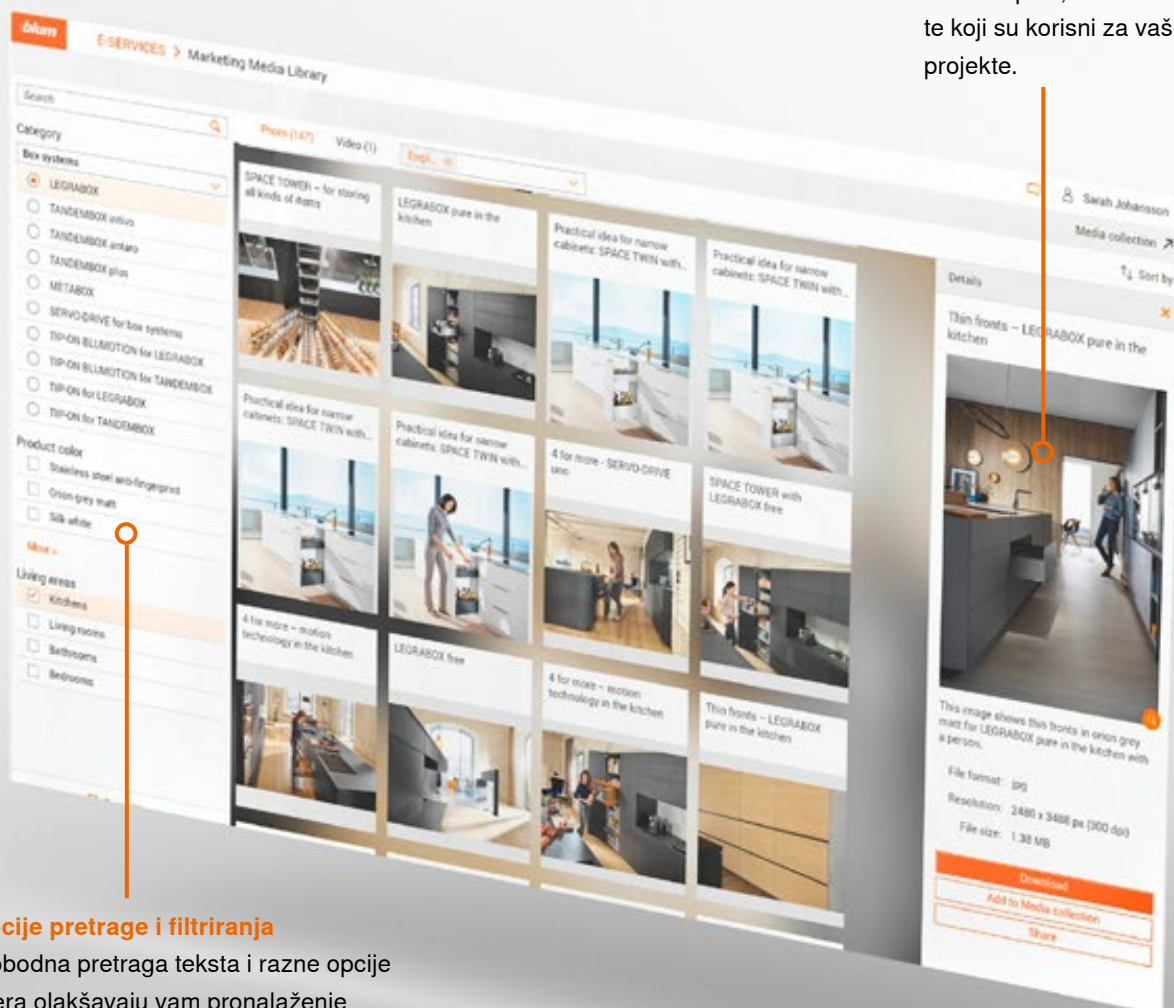 te koji su korisni za vaš
projekte.
blum
E-SERVICES > Marketing Media Library
Search
Category
Box systems
LEGRABOX
TANDEMBOX intivo
TANDEMBOX antaro
TANDEMBOX plus
METABOX
SERVO-DRIVE for box systems
TIP-ON BLUMOTION for LEGRABOX
TIP-ON BLUMOTION for TANDEMBOX
TIP-ON for LEGRABOX
TIP-ON for TANDEMBOX
Product color
Stainless steel anti-fingerprint
Orion grey matt
Silk white
More »
Living areas
Kitchens
Living rooms
Bathrooms
Bedrooms
Photo (147) Video (1) Engli...
SPACE TOWER – for storing
all kinds of items
LEGRABOX pure in the
kitchen
Practical idea for narrow
cabinets: SPACE TWIN with...
Practical idea for narrow
cabinets: SPACE TWIN with...
Practical idea for narrow
cabinets: SPACE TWIN with...
Practical idea for narrow
cabinets: SPACE TWIN with...
4 for more - SERVO-DRIVE
uno
SPACE TOWER with
LEGRABOX free
4 for more – motion
technology in the kitchen
LEGRABOX free
4 for more – motion
technology in the kitchen
Thin fronts – LEGRABOX
pure in the kitchen
Sarah Johansson
Media collection
Sort by
Details
Thin fronts – LEGRABOX pure in the
kitchen
This image shows thin fronts in orion grey
matt for LEGRABOX pure in the kitchen with
a person.
File format: JPG
Resolution: 2480 x 3488 px (300 dpi)
File size: 1.38 MB
Download
Add to Media collection
Share
cije pretrage i filtriranja
obodna pretraga teksta i razne opcije
era olakšavaju vam pronalaženje